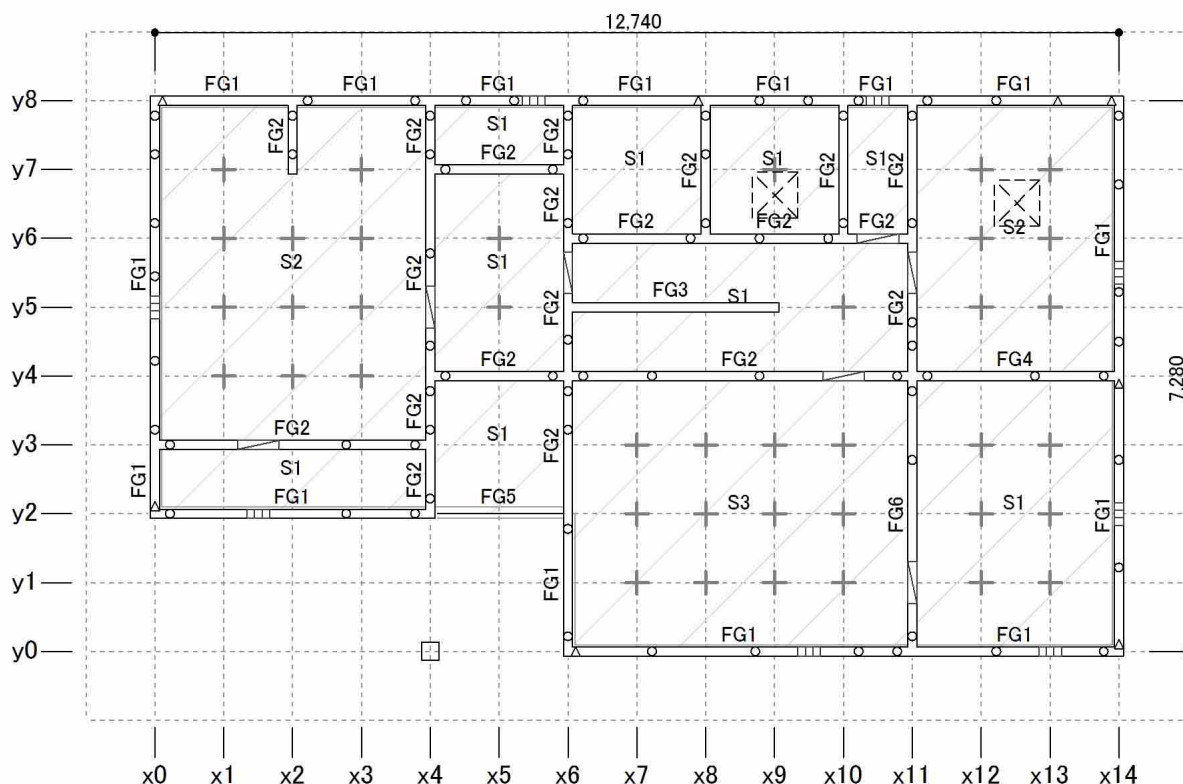 12,740
FG1 FG1 FG1 FG1 FG1 FG1 FG1
y8
FG2 FG2 S1 FG2
y7
FG2 S1 FG2 S1 FG2 S1 FG2
FG2 FG2 FG2 FG2
y6
S2 S1 S2
FG1 FG2 FG2 FG3 S1 FG2 FG1
y5
FG2 FG2 FG4
y4
7,280
FG2 S1 FG2 FG2
y3
S1
FG1 FG1 FG2 FG5 S3 FG6 S1 FG1
y2
FG1
y1
FG1 FG1
y0
x0 x1 x2 x3 x4 x5 x6 x7 x8 x9 x10 x11 x12 x13 x14